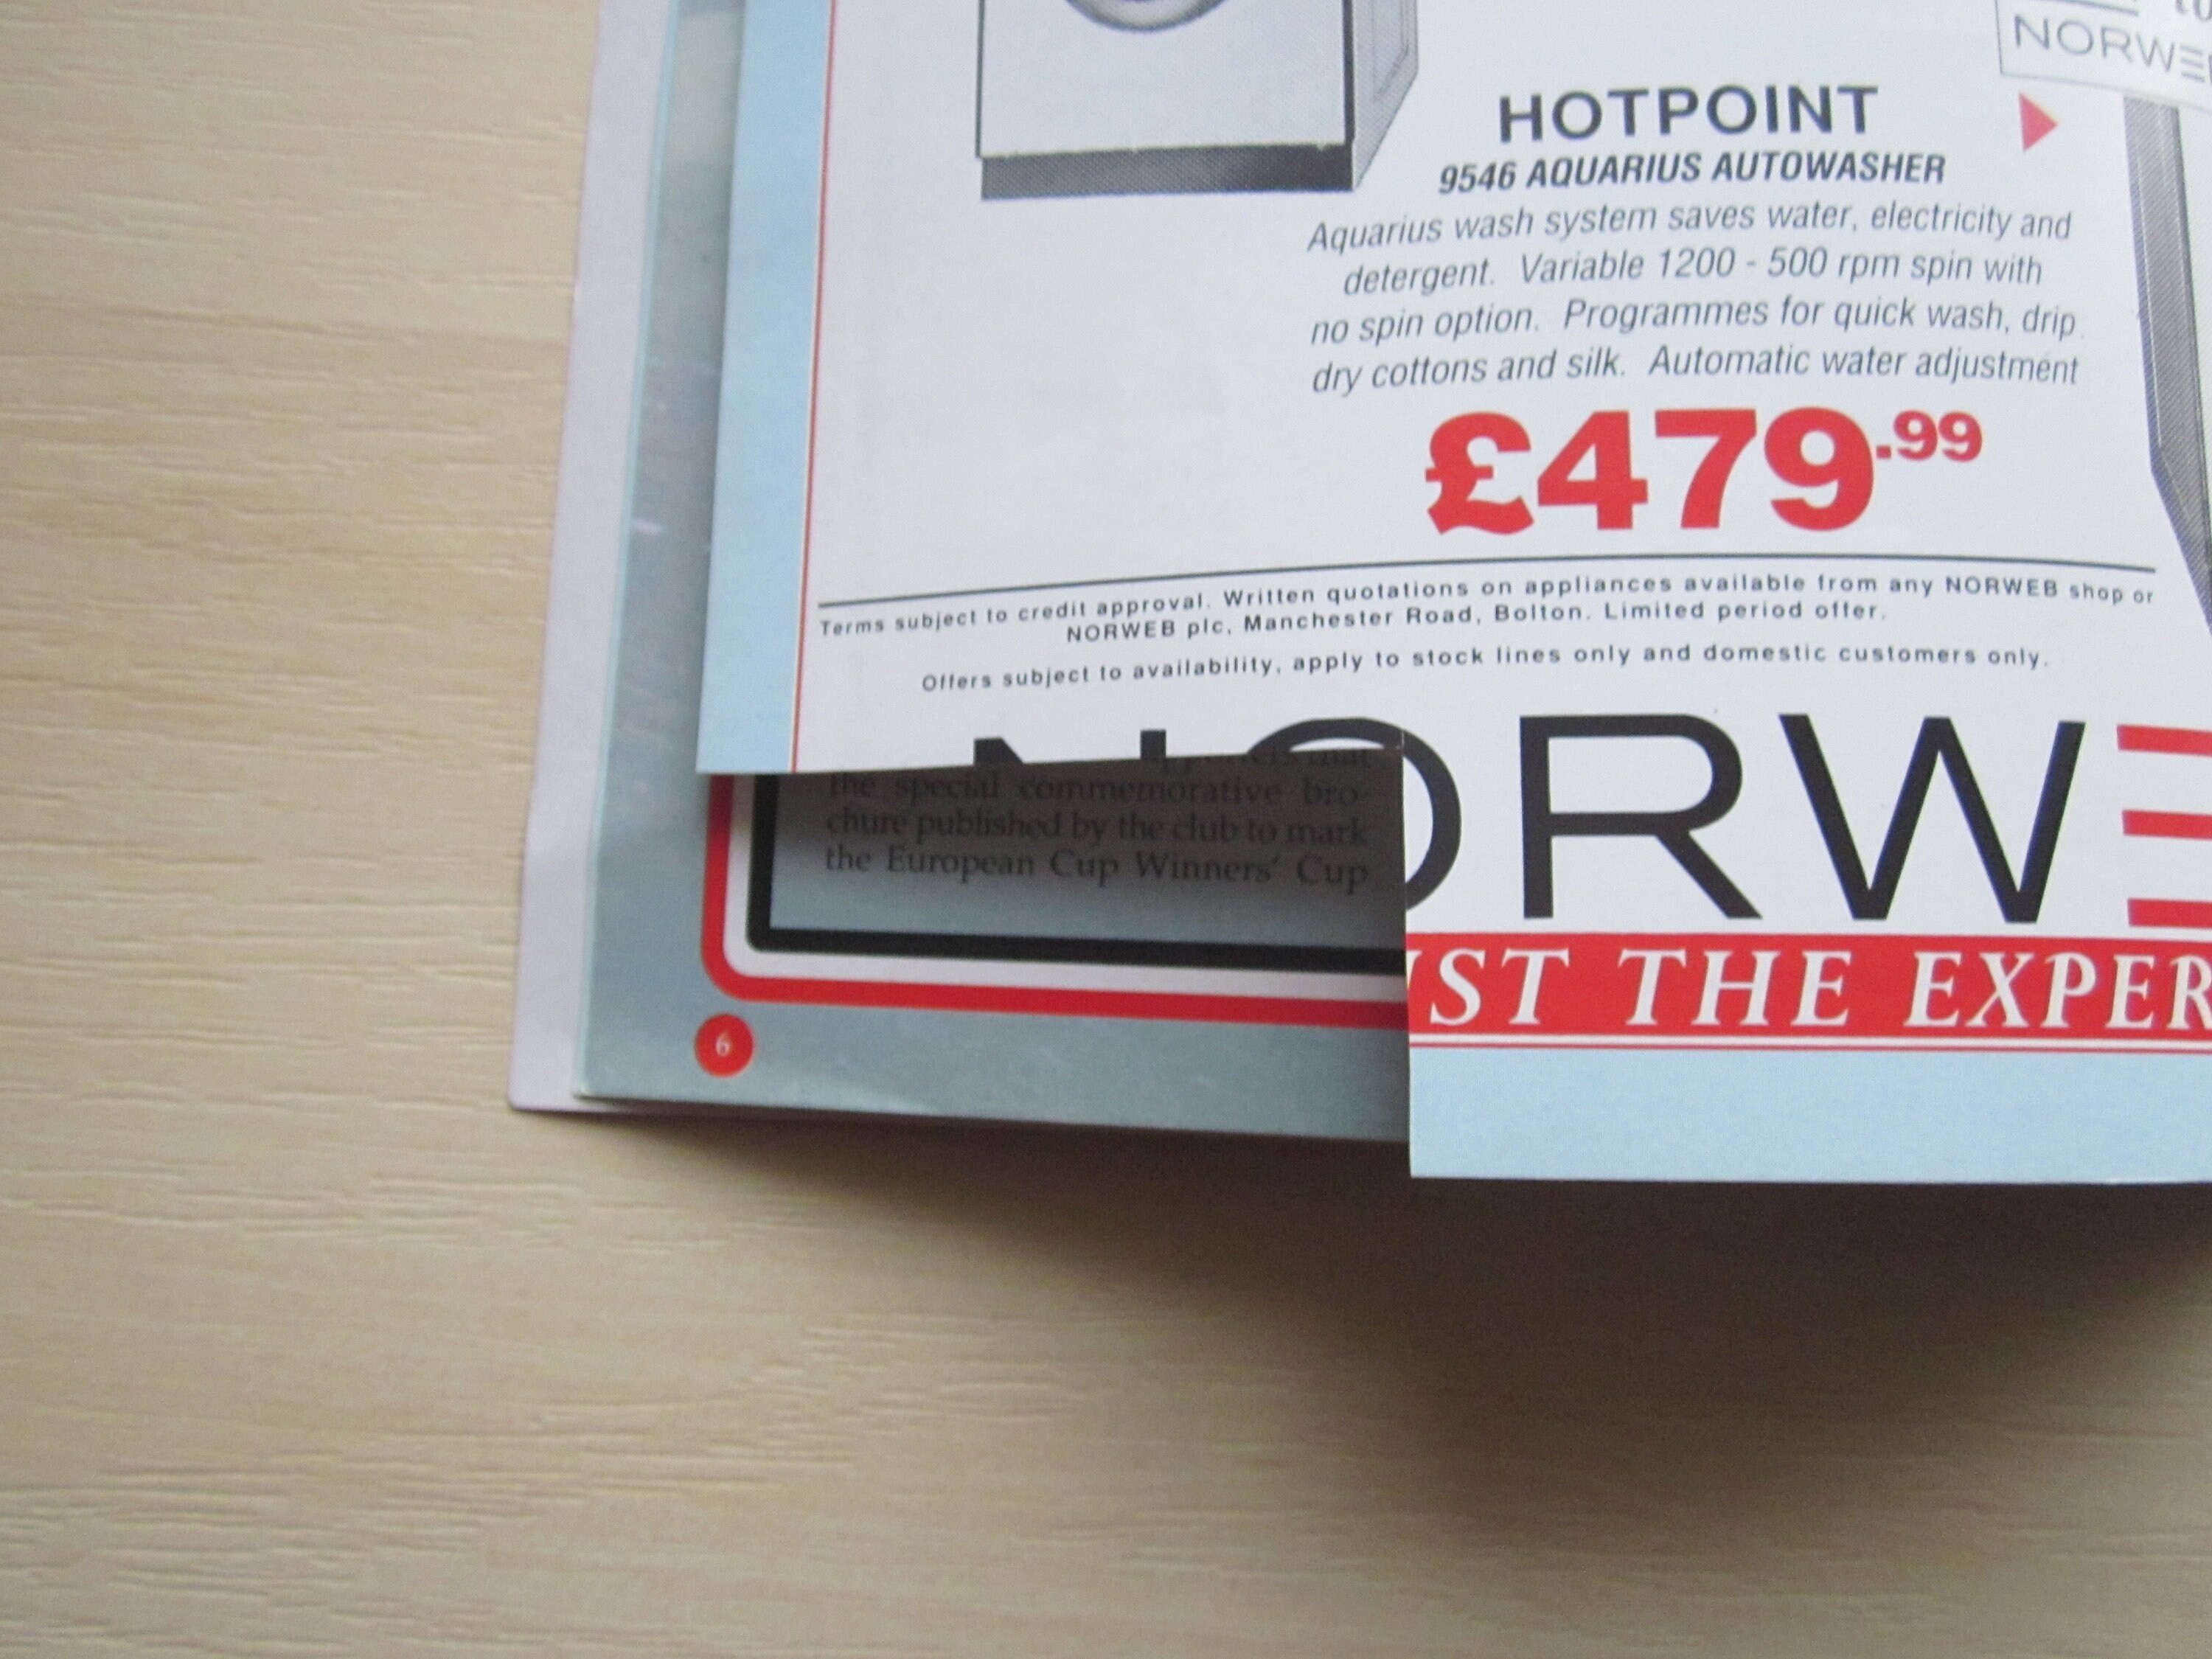 NORWE
HOTPOINT
9546 AQUARIUS AUTOWASHER
Aquarius wash system saves water, electricity and
detergent. Variable 1200 - 500 rpm spin with
no spin option. Programmes for quick wash, drip
dry cottons and silk. Automatic water adjustment
£479.99
Terms subject to credit approval. Written quotations on appliances available from any NORWEB shop or
NORWEB plc, Manchester Road, Bolton. Limited period offer.
Offers subject to availability, apply to stock lines only and domestic customers only.
NORWE
ST THE EXPER
that
the special commemorative bro-
chure published by the club to mark
the European Cup Winners' Cup
6